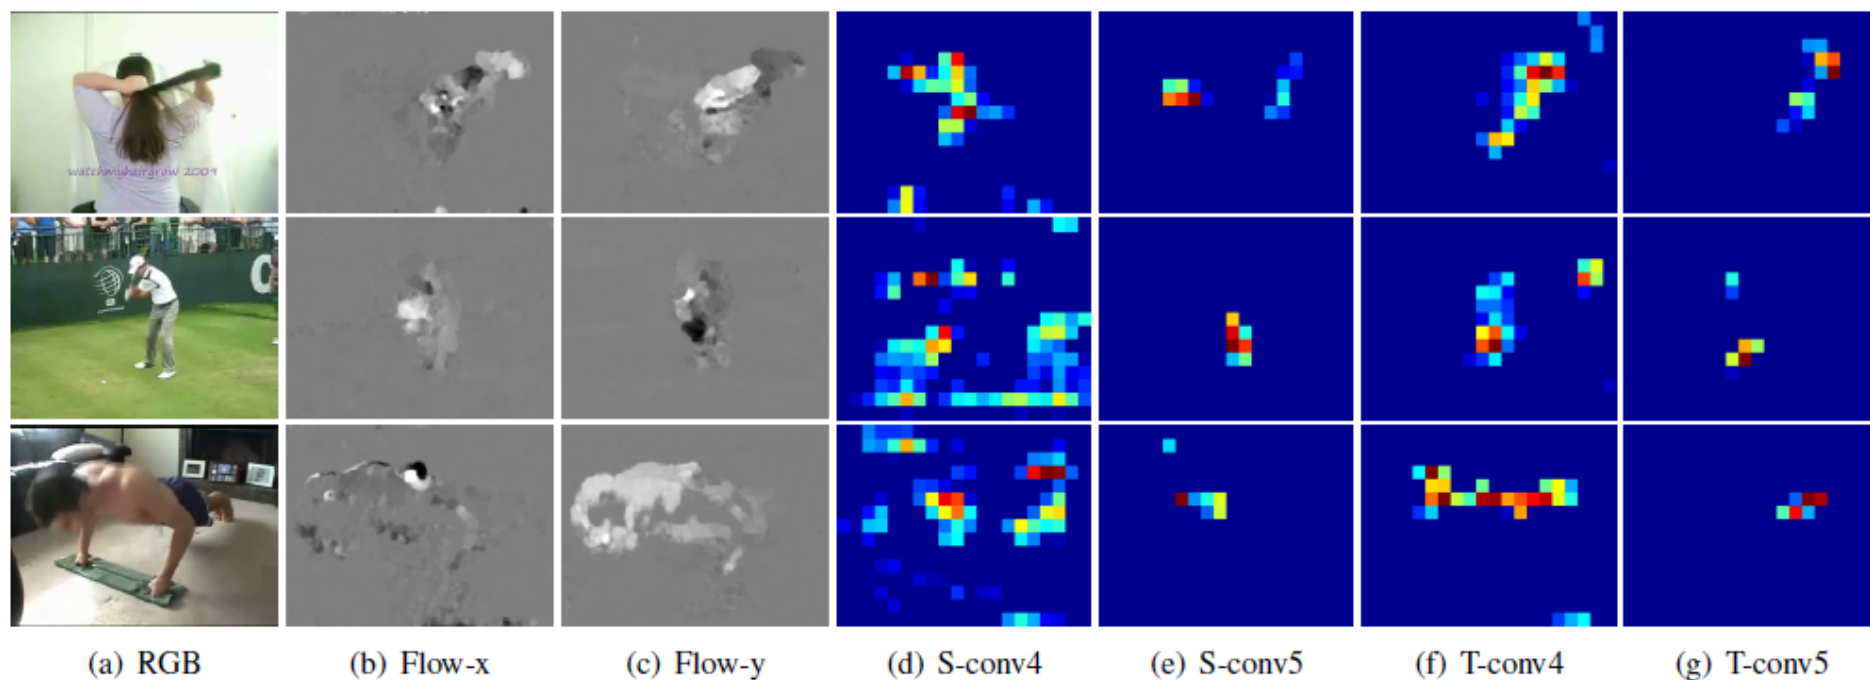 watchmyhairgrow 2009
(a) RGB
(b) Flow-x
(c) Flow-y
(d) S-conv4
(e) S-conv5
(f) T-conv4
(g) T-conv5